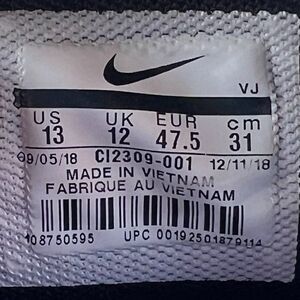 VJ
US UK EUR cm
13 12 47.5 31
09/05/18 CI2309-001 12/11/18
MADE IN VIETNAM
FABRIQUE AU VIETNAM
108750595 UPC 00192501879114